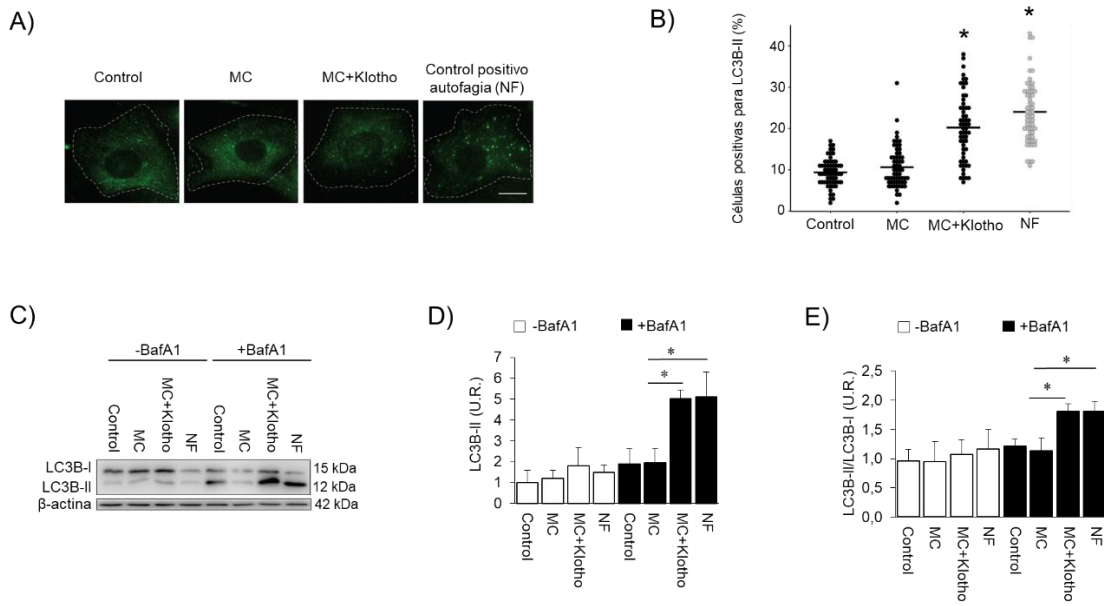 A)
Control
MC
MC+Klotho
Control positivo
autofagia (NF)
B)
Células positivas para LC3B-II (%)
40
30
20
10
0
*
*
Control
MC
MC+Klotho
NF
C)
-BafA1
+BafA1
Control
MC
MC+Klotho
NF
Control
MC
MC+Klotho
NF
LC3B-I
15 kDa
LC3B-II
12 kDa
β-actina
42 kDa
D)
-BafA1
+BafA1
LC3B-II (U.R.)
7
6
5
4
3
2
1
0
*
*
Control
MC
MC+Klotho
NF
Control
MC
MC+Klotho
NF
E)
-BafA1
+BafA1
LC3B-II/LC3B-I (U.R.)
2,0
1,5
1,0
0,5
0,0
*
*
Control
MC
MC+Klotho
NF
Control
MC
MC+Klotho
NF